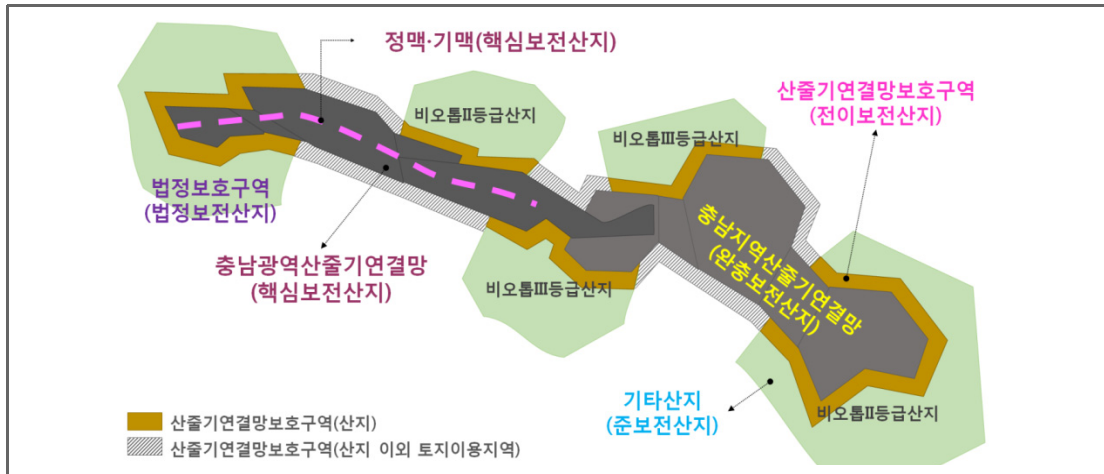 정맥·기맥(핵심보전산지)
비오톱Ⅱ등급산지
산줄기연결망보호구역
(전이보전산지)
비오톱Ⅲ등급산지
법정보호구역
(법정보전산지)
충남광역산줄기연결망
(핵심보전산지)
비오톱Ⅲ등급산지
충남지역산줄기연결망
(완충보전산지)
기타산지
(준보전산지)
비오톱Ⅱ등급산지
산줄기연결망보호구역(산지)
산줄기연결망보호구역(산지 이외 토지이용지역)